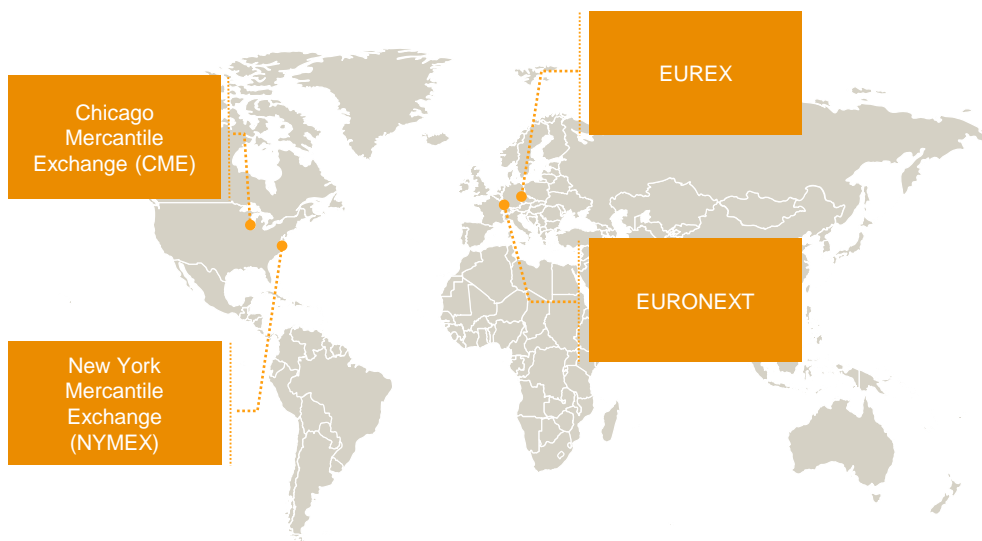 EUREX
Chicago
Mercantile
Exchange (CME)
EURONEXT
New York
Mercantile
Exchange
(NYMEX)